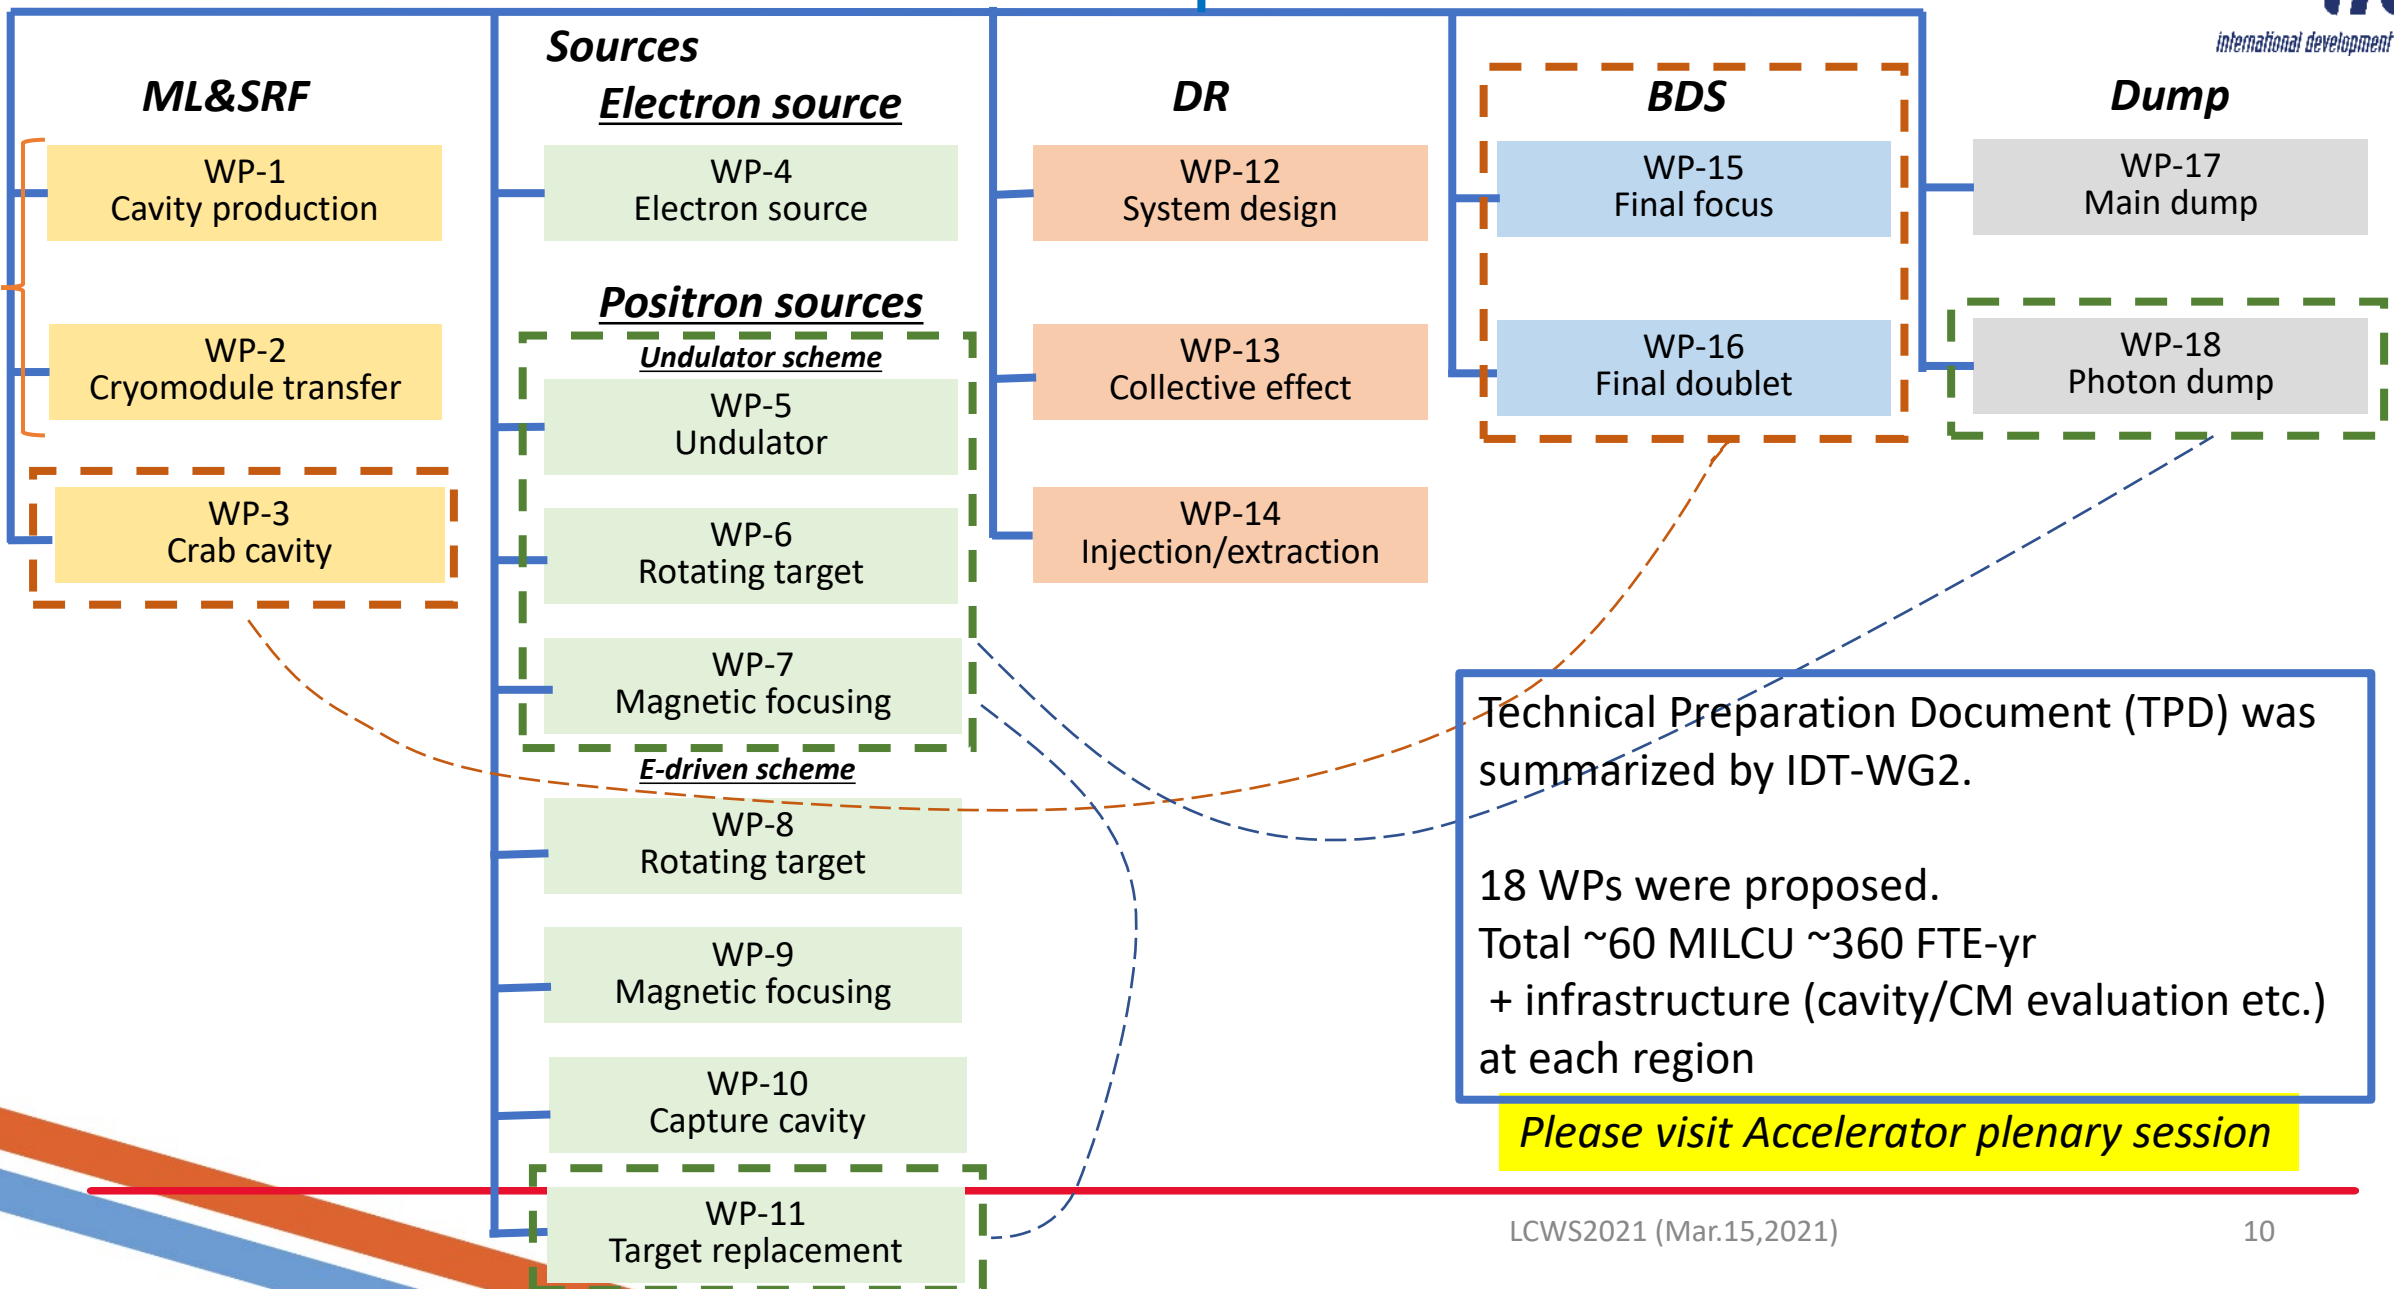 international development
ML&SRF
WP-1
Cavity production
WP-2
Cryomodule transfer
WP-3
Crab cavity
Sources
Electron source
WP-4
Electron source
Positron sources
Undulator scheme
WP-5
Undulator
WP-6
Rotating target
WP-7
Magnetic focusing
E-driven scheme
WP-8
Rotating target
WP-9
Magnetic focusing
WP-10
Capture cavity
WP-11
Target replacement
DR
WP-12
System design
WP-13
Collective effect
WP-14
Injection/extraction
BDS
WP-15
Final focus
WP-16
Final doublet
Dump
WP-17
Main dump
WP-18
Photon dump
Technical Preparation Document (TPD) was
summarized by IDT-WG2.
18 WPs were proposed.
Total ~60 MILCU ~360 FTE-yr
+ infrastructure (cavity/CM evaluation etc.)
at each region
Please visit Accelerator plenary session
LCWS2021 (Mar.15,2021)
10